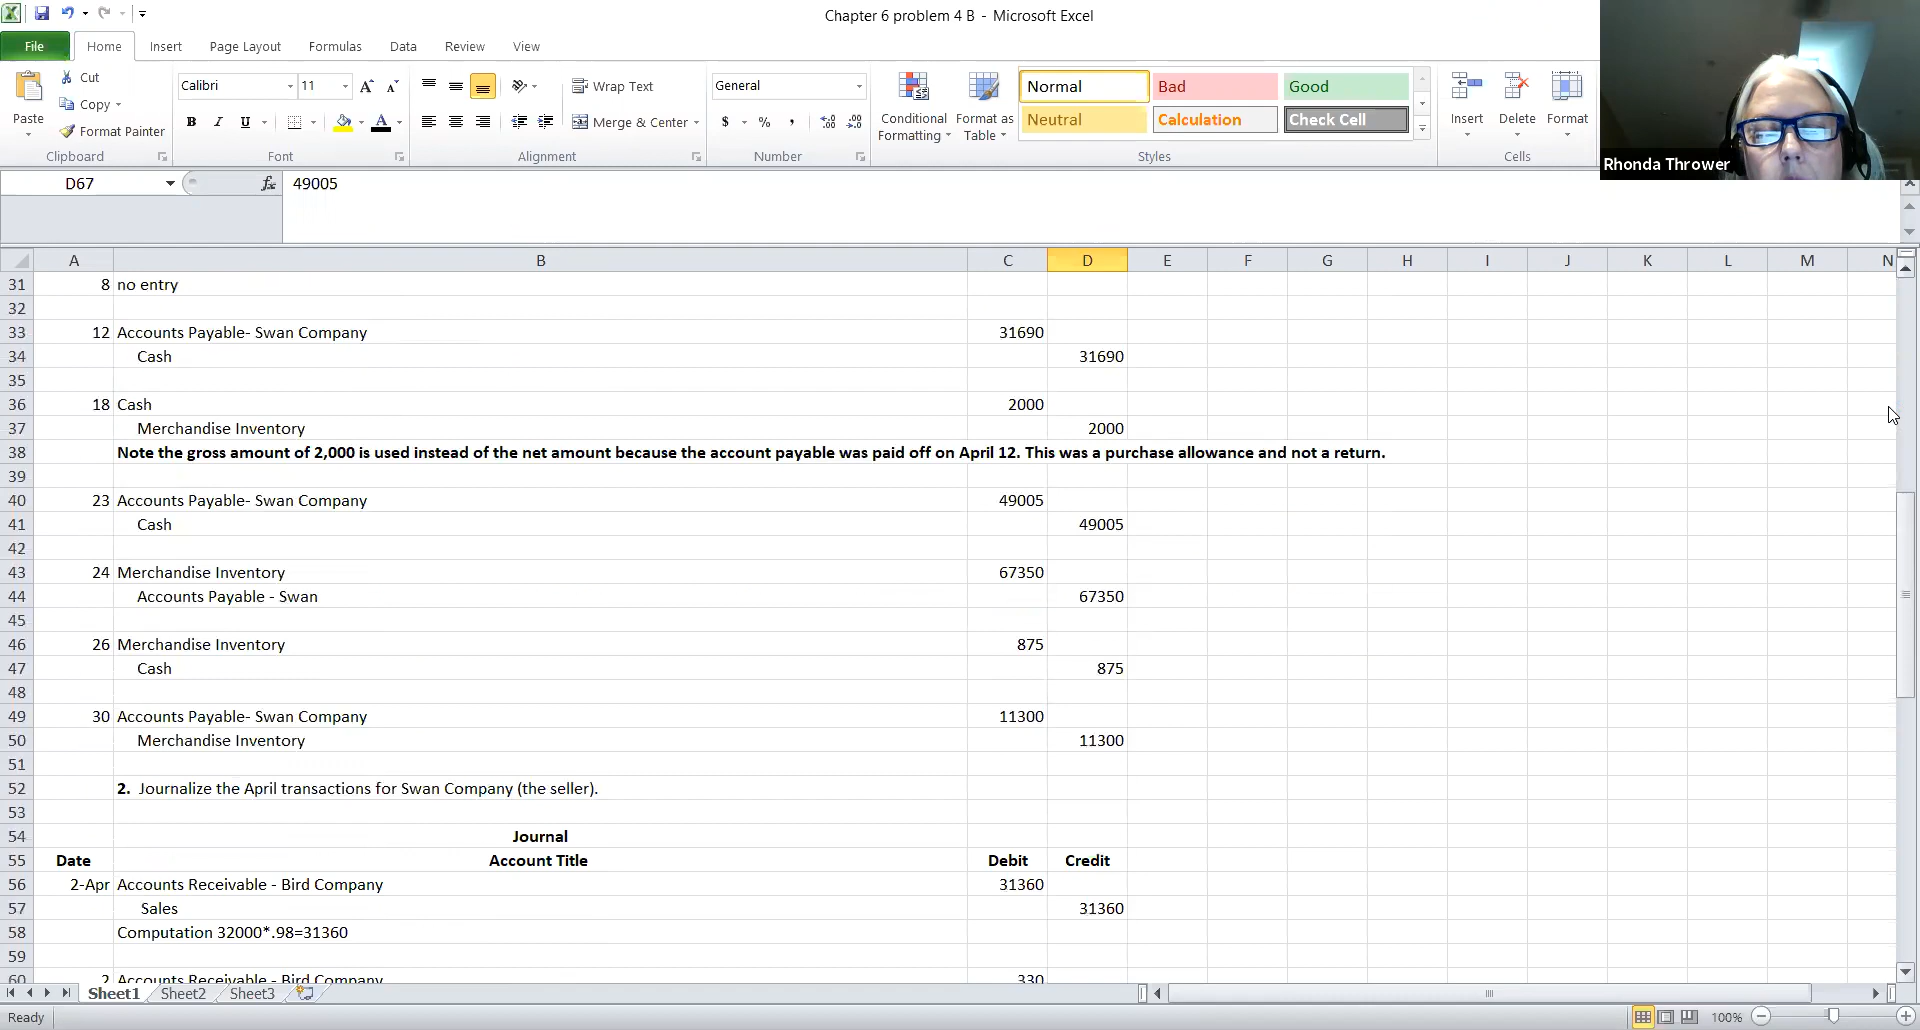 Chapter 6 problem 4 B - Microsoft Excel
File Home Insert Page Layout Formulas Data Review View
Paste
Cut
Copy
Format Painter
Clipboard
Calibri 11
A A
B I U A
Font
Wrap Text
Merge & Center
Alignment
General
$ % ,
Number
Conditional Formatting
Format as Table
Normal Bad Good
Neutral Calculation Check Cell
Styles
Insert Delete Format
Cells
Rhonda Thrower
D67 fx 49005
A B C D E F G H I J K L M N
31 8 no entry
32
33 12 Accounts Payable- Swan Company 31690
34 Cash 31690
35
36 18 Cash 2000
37 Merchandise Inventory 2000
38 Note the gross amount of 2,000 is used instead of the net amount because the account payable was paid off on April 12. This was a purchase allowance and not a return.
39
40 23 Accounts Payable- Swan Company 49005
41 Cash 49005
42
43 24 Merchandise Inventory 67350
44 Accounts Payable - Swan 67350
45
46 26 Merchandise Inventory 875
47 Cash 875
48
49 30 Accounts Payable- Swan Company 11300
50 Merchandise Inventory 11300
51
52 2. Journalize the April transactions for Swan Company (the seller).
53
54 Journal
55 Date Account Title Debit Credit
56 2-Apr Accounts Receivable - Bird Company 31360
57 Sales 31360
58 Computation 32000*.98=31360
59
60 2 Accounts Receivable - Bird Company 330
Sheet1 Sheet2 Sheet3
Ready 100%